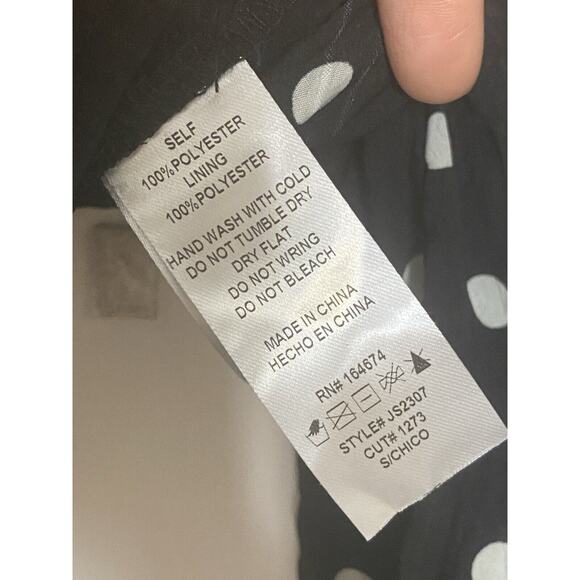 SELF
100%POLYESTER
LINING
100%POLYESTER
HAND WASH WITH COLD
DO NOT TUMBLE DRY
DRY FLAT
DO NOT WRING
DO NOT BLEACH
MADE IN CHINA
HECHO EN CHINA
RN# 164674
STYLE# JS2307
CUT# 1273
S/CHICO